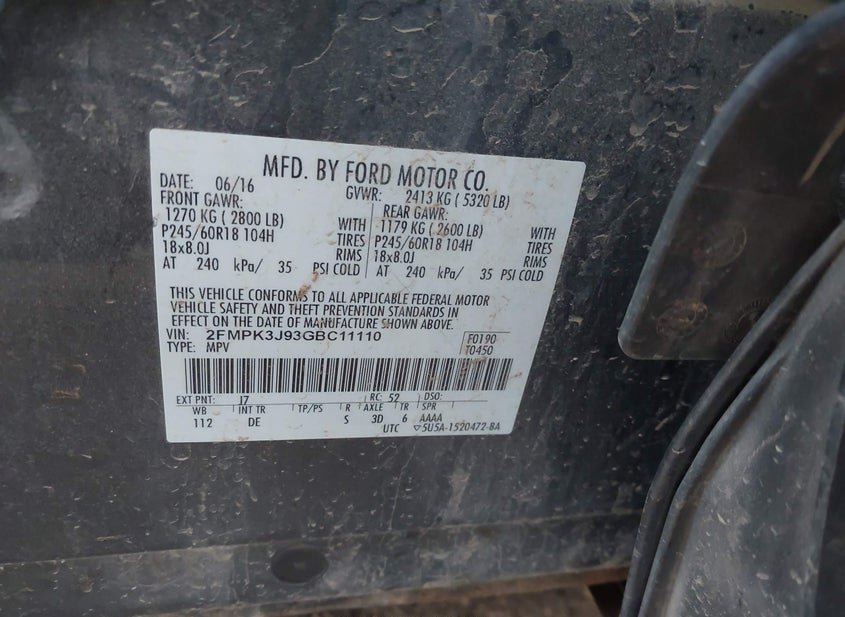 MFD. BY FORD MOTOR CO.
DATE: 06/16 GVWR: 2413 KG ( 5320 LB)
FRONT GAWR: REAR GAWR:
1270 KG ( 2800 LB) WITH 1179 KG ( 2600 LB) WITH
P245/60R18 104H TIRES P245/60R18 104H TIRES
18x8.0J RIMS 18x8.0J RIMS
AT 240 kPa/ 35 PSI COLD AT 240 kPa/ 35 PSI COLD
THIS VEHICLE CONFORMS TO ALL APPLICABLE FEDERAL MOTOR
VEHICLE SAFETY AND THEFT PREVENTION STANDARDS IN
EFFECT ON THE DATE OF MANUFACTURE SHOWN ABOVE.
VIN: 2FMPK3J93GBC11110 F0190
TYPE: MPV T0450
EXT PNT: J7 RC: 52 DSO:
WB INT TR TP/PS R AXLE TR SPR
112 DE S 3D 6 AAAA
UTC ▽5U5A-1520472-BA